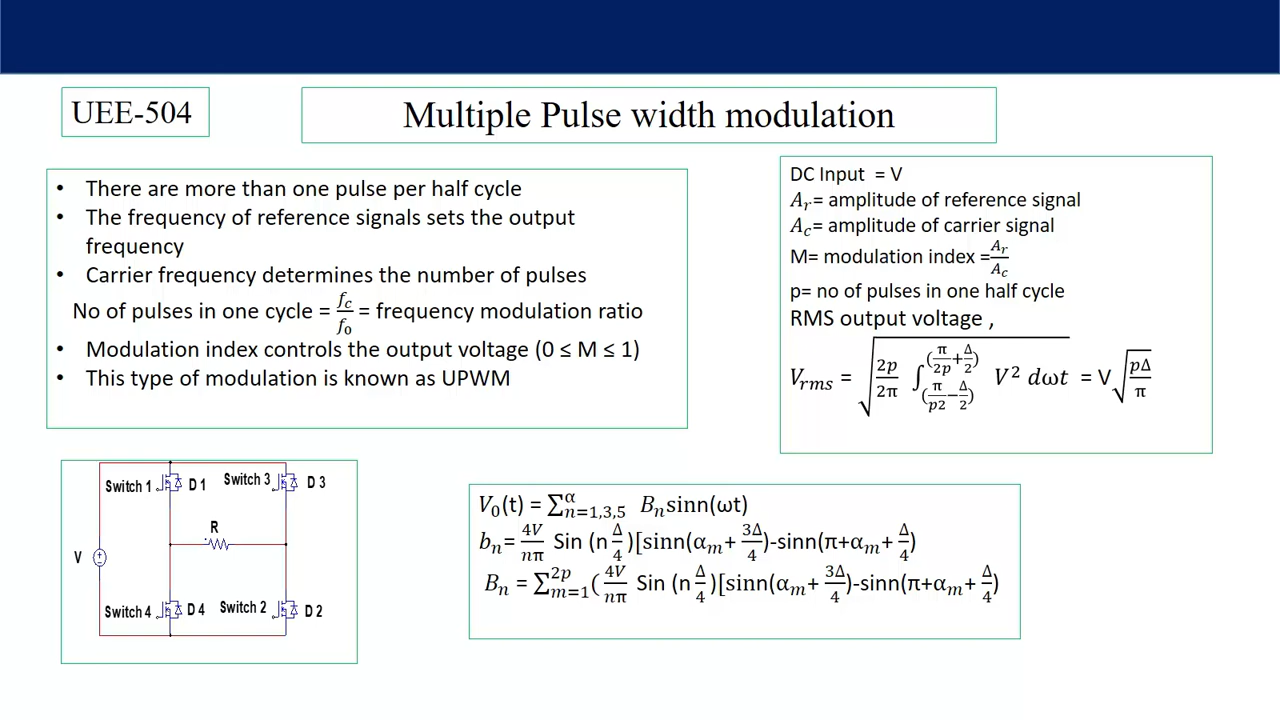 UEE-504
Multiple Pulse width modulation
• There are more than one pulse per half cycle
• The frequency of reference signals sets the output
frequency
• Carrier frequency determines the number of pulses
No of pulses in one cycle = f_c/f_0 = frequency modulation ratio
• Modulation index controls the output voltage (0 ≤ M ≤ 1)
• This type of modulation is known as UPWM
DC Input = V
A_r= amplitude of reference signal
A_c= amplitude of carrier signal
M= modulation index =A_r/A_c
p= no of pulses in one half cycle
RMS output voltage ,
V_rms = √(2p/2π ∫_(π/p2 − Δ/2)^(π/2p + Δ/2) V² dωt) = V√(pΔ/π)
Switch 1 D 1 Switch 3 D 3
R
V
Switch 4 D 4 Switch 2 D 2
V_0(t) = ∑_{n=1,3,5}^{α} B_n sinn(ωt)
b_n= 4V/nπ Sin (n Δ/4)[sinn(α_m+ 3Δ/4)-sinn(π+α_m+ Δ/4)
B_n = ∑_{m=1}^{2p} (4V/nπ Sin (n Δ/4)[sinn(α_m+ 3Δ/4)-sinn(π+α_m+ Δ/4)